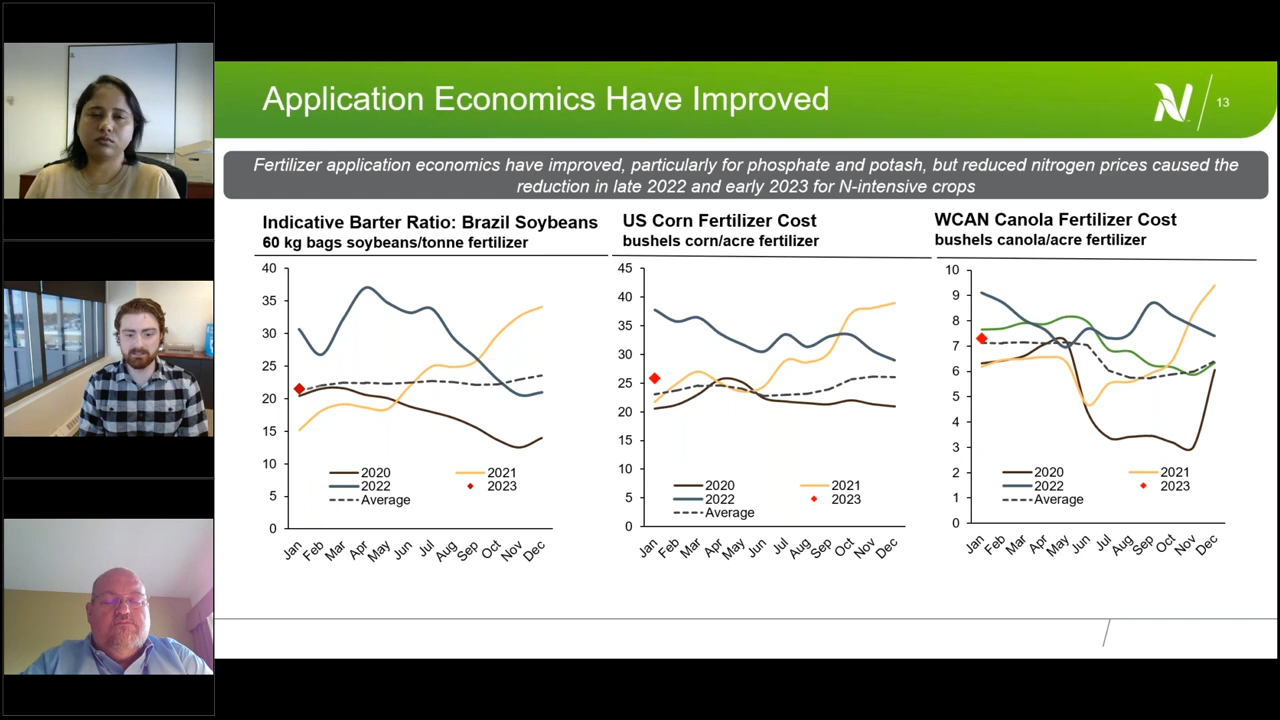 Application Economics Have Improved
13
Fertilizer application economics have improved, particularly for phosphate and potash, but reduced nitrogen prices caused the
reduction in late 2022 and early 2023 for N-intensive crops
Indicative Barter Ratio: Brazil Soybeans
60 kg bags soybeans/tonne fertilizer
40
35
30
25
20
15
10
5
0
2020
2021
2022
2023
Average
Jan Feb Mar Apr May Jun Jul Aug Sep Oct Nov Dec
US Corn Fertilizer Cost
bushels corn/acre fertilizer
45
40
35
30
25
20
15
10
5
0
2020
2021
2022
2023
Average
Jan Feb Mar Apr May Jun Jul Aug Sep Oct Nov Dec
WCAN Canola Fertilizer Cost
bushels canola/acre fertilizer
10
9
8
7
6
5
4
3
2
1
0
2020
2021
2022
2023
Average
Jan Feb Mar Apr May Jun Jul Aug Sep Oct Nov Dec